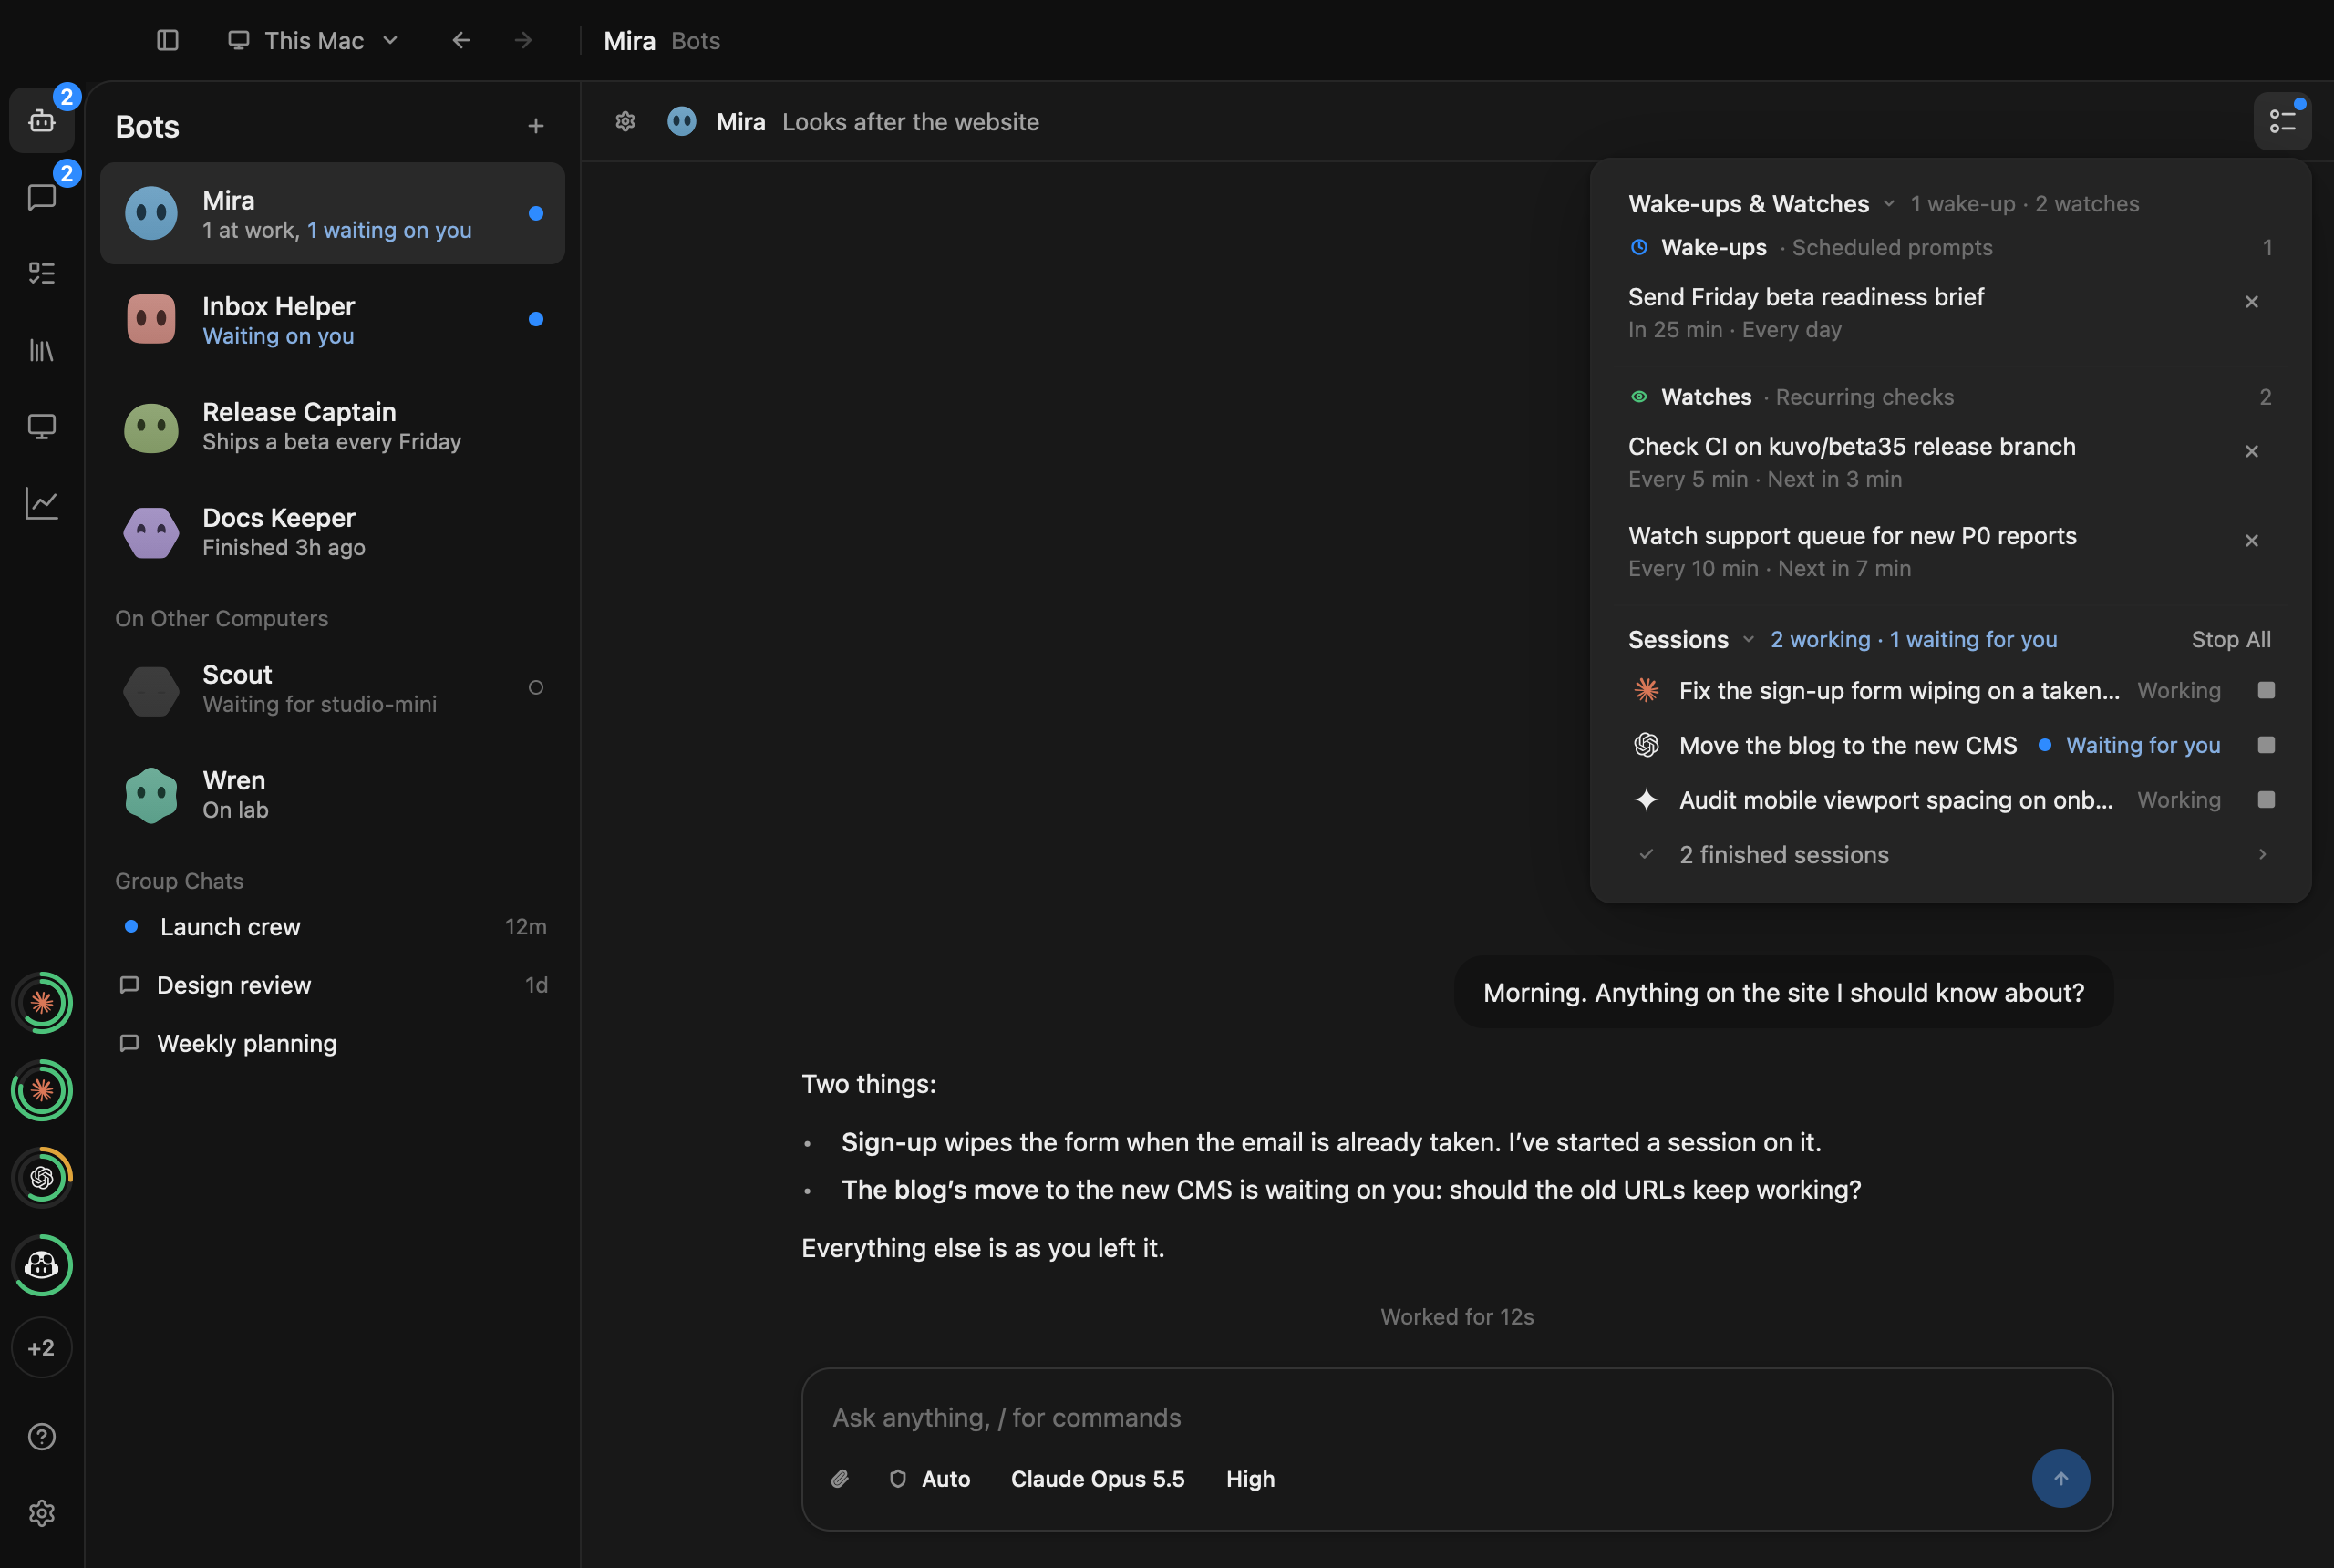 This Mac
Mira Bots
2
2
Bots
Mira
1 at work, 1 waiting on you
Inbox Helper
Waiting on you
Release Captain
Ships a beta every Friday
Docs Keeper
Finished 3h ago
On Other Computers
Scout
Waiting for studio-mini
Wren
On lab
Group Chats
Launch crew 12m
Design review 1d
Weekly planning
+2
Mira Looks after the website
Wake-ups & Watches 1 wake-up · 2 watches
Wake-ups · Scheduled prompts 1
Send Friday beta readiness brief
In 25 min · Every day
Watches · Recurring checks 2
Check CI on kuvo/beta35 release branch
Every 5 min · Next in 3 min
Watch support queue for new P0 reports
Every 10 min · Next in 7 min
Sessions 2 working · 1 waiting for you Stop All
Fix the sign-up form wiping on a taken... Working
Move the blog to the new CMS Waiting for you
Audit mobile viewport spacing on onb... Working
2 finished sessions
Morning. Anything on the site I should know about?
Two things:
• Sign-up wipes the form when the email is already taken. I’ve started a session on it.
• The blog’s move to the new CMS is waiting on you: should the old URLs keep working?
Everything else is as you left it.
Worked for 12s
Ask anything, / for commands
Auto Claude Opus 5.5 High